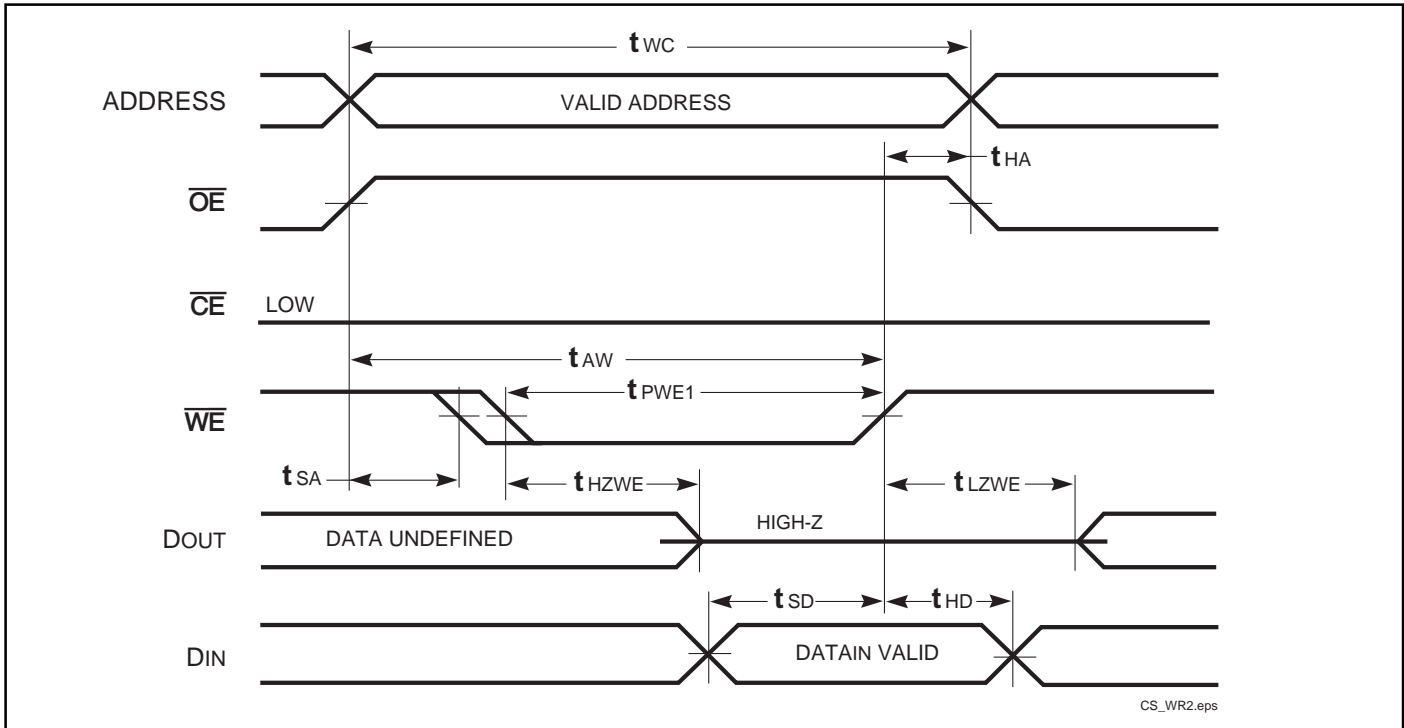 tWC
ADDRESS
VALID ADDRESS
tHA
OE
CE
LOW
tAW
tPWE1
WE
tSA
tHZWE
tLZWE
HIGH-Z
DOUT
DATA UNDEFINED
tSD
tHD
DIN
DATAIN VALID
CS_WR2.eps